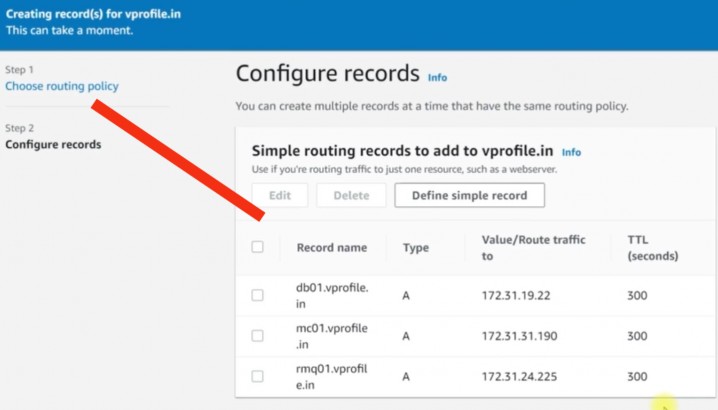 Creating record(s) for vprofile.in
This can take a moment.
Step 1
Choose routing policy
Step 2
Configure records
Configure records Info
You can create multiple records at a time that have the same routing policy.
Simple routing records to add to vprofile.in Info
Use if you're routing traffic to just one resource, such as a webserver.
Edit Delete Define simple record
Record name Type Value/Route traffic to TTL (seconds)
db01.vprofile.
in A 172.31.19.22 300
mc01.vprofile
.in A 172.31.31.190 300
rmq01.vprofil
e.in A 172.31.24.225 300